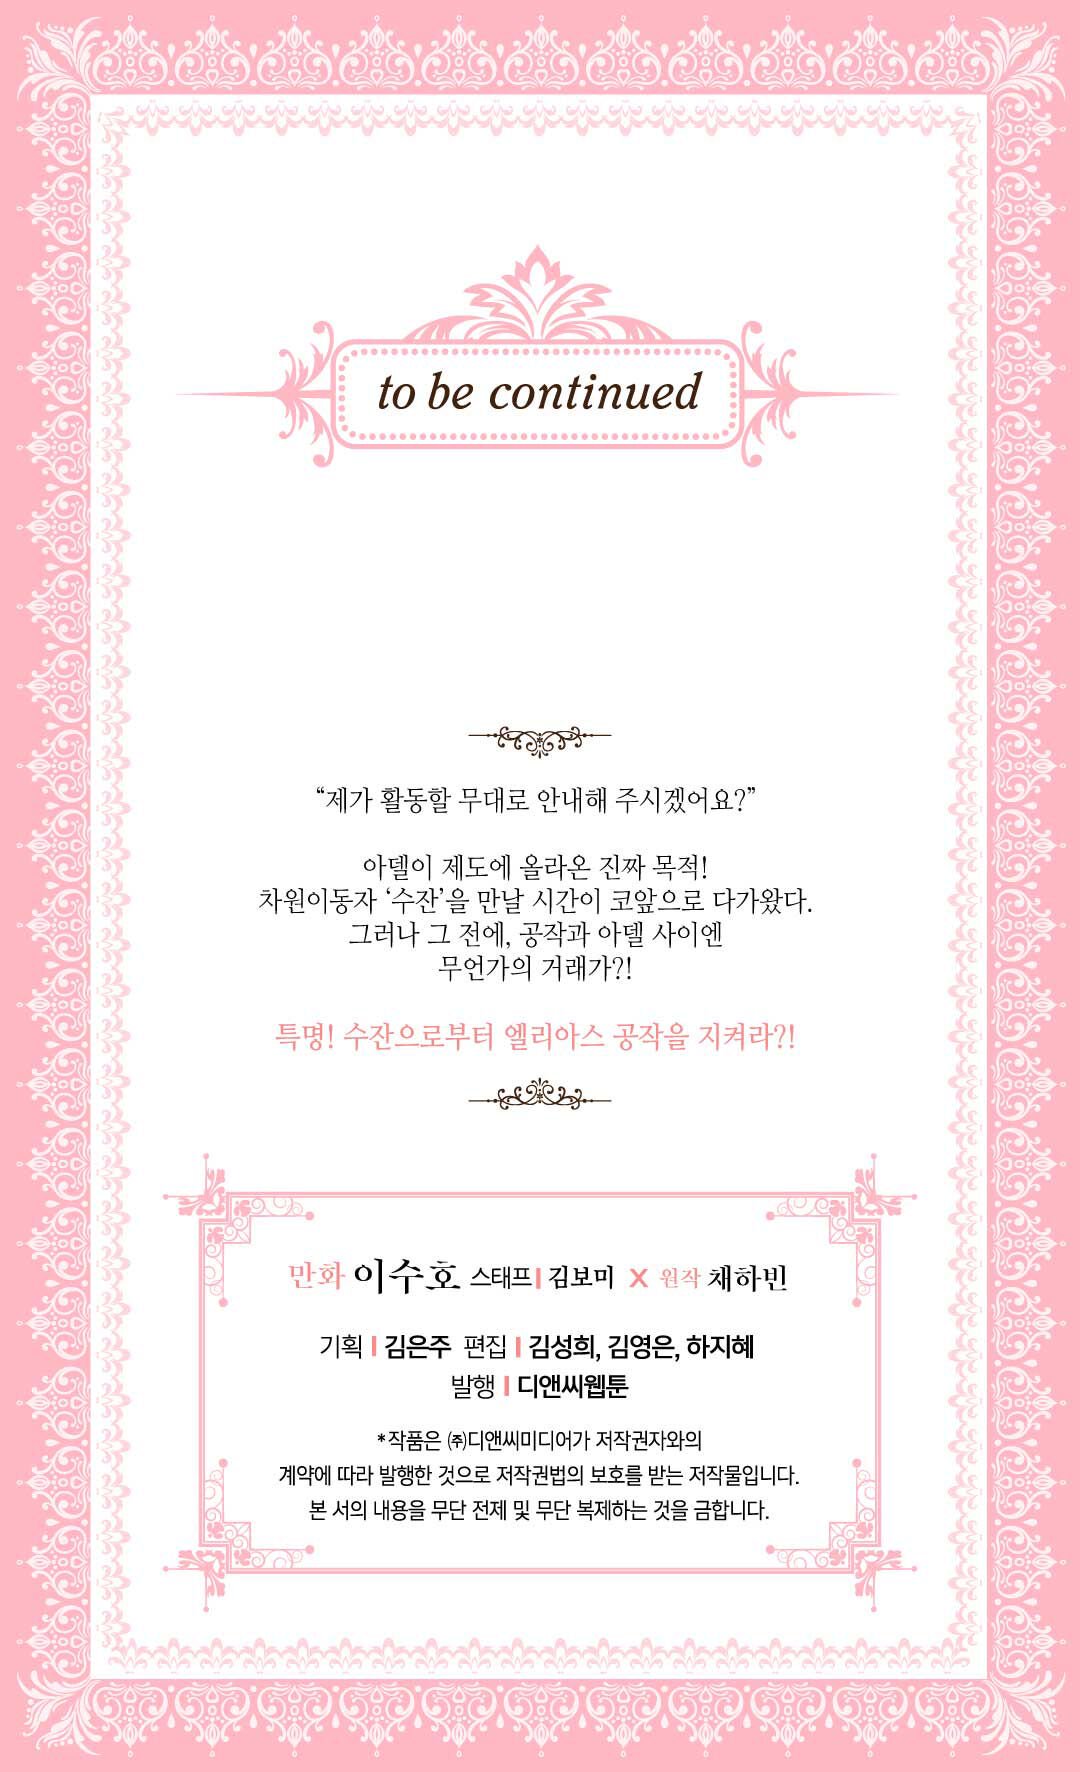 to be continued
“제가 활동할 무대로 안내해 주시겠어요?”
아델이 제도에 올라온 진짜 목적!
차원이동자 ‘수잔’을 만날 시간이 코앞으로 다가왔다.
그러나 그 전에, 공작과 아델 사이엔
무언가의 거래가?!
특명! 수잔으로부터 엘리아스 공작을 지켜라?!
만화 이수호 스태프 | 김보미 X 원작 채하빈
기획 | 김은주 편집 | 김성희, 김영은, 하지혜
발행 | 디앤씨웹툰
*작품은 ㈜디앤씨미디어가 저작권자와의
계약에 따라 발행한 것으로 저작권법의 보호를 받는 저작물입니다.
본 서의 내용을 무단 전제 및 무단 복제하는 것을 금합니다.